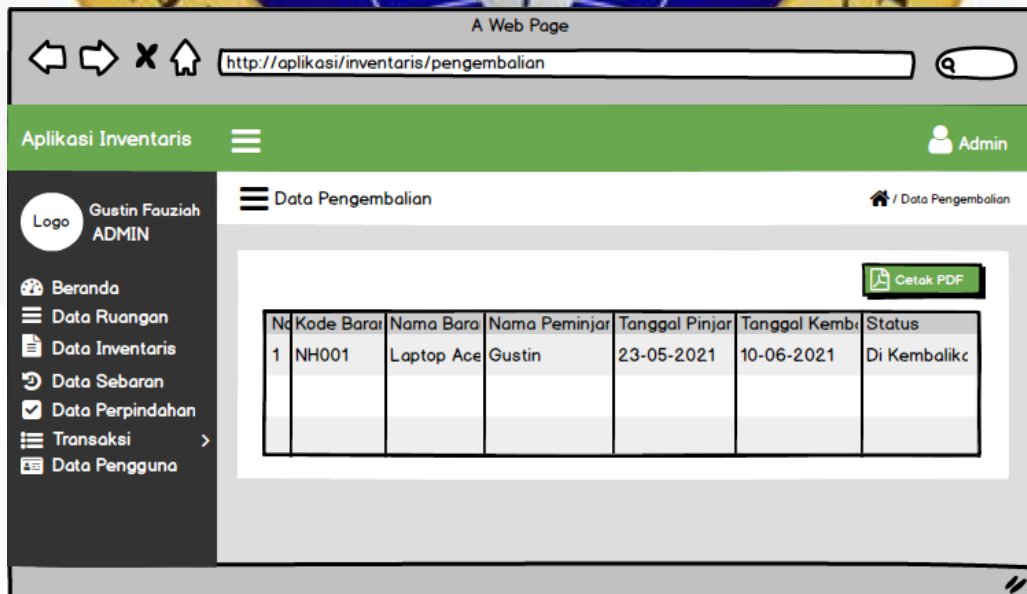 A Web Page
http://aplikasi/inventaris/pengembalian
Aplikasi Inventaris
Admin
Logo
Gustin Fauziah
ADMIN
Data Pengembalian
/ Data Pengembalian
Beranda
Data Ruangan
Data Inventaris
Data Sebaran
Data Perpindahan
Transaksi >
Data Pengguna
Cetak PDF
No Kode Barar Nama Bara Nama Peminjar Tanggal Pinjar Tanggal Kemb Status
1 NH001 Laptop Ace Gustin 23-05-2021 10-06-2021 Di Kembalika